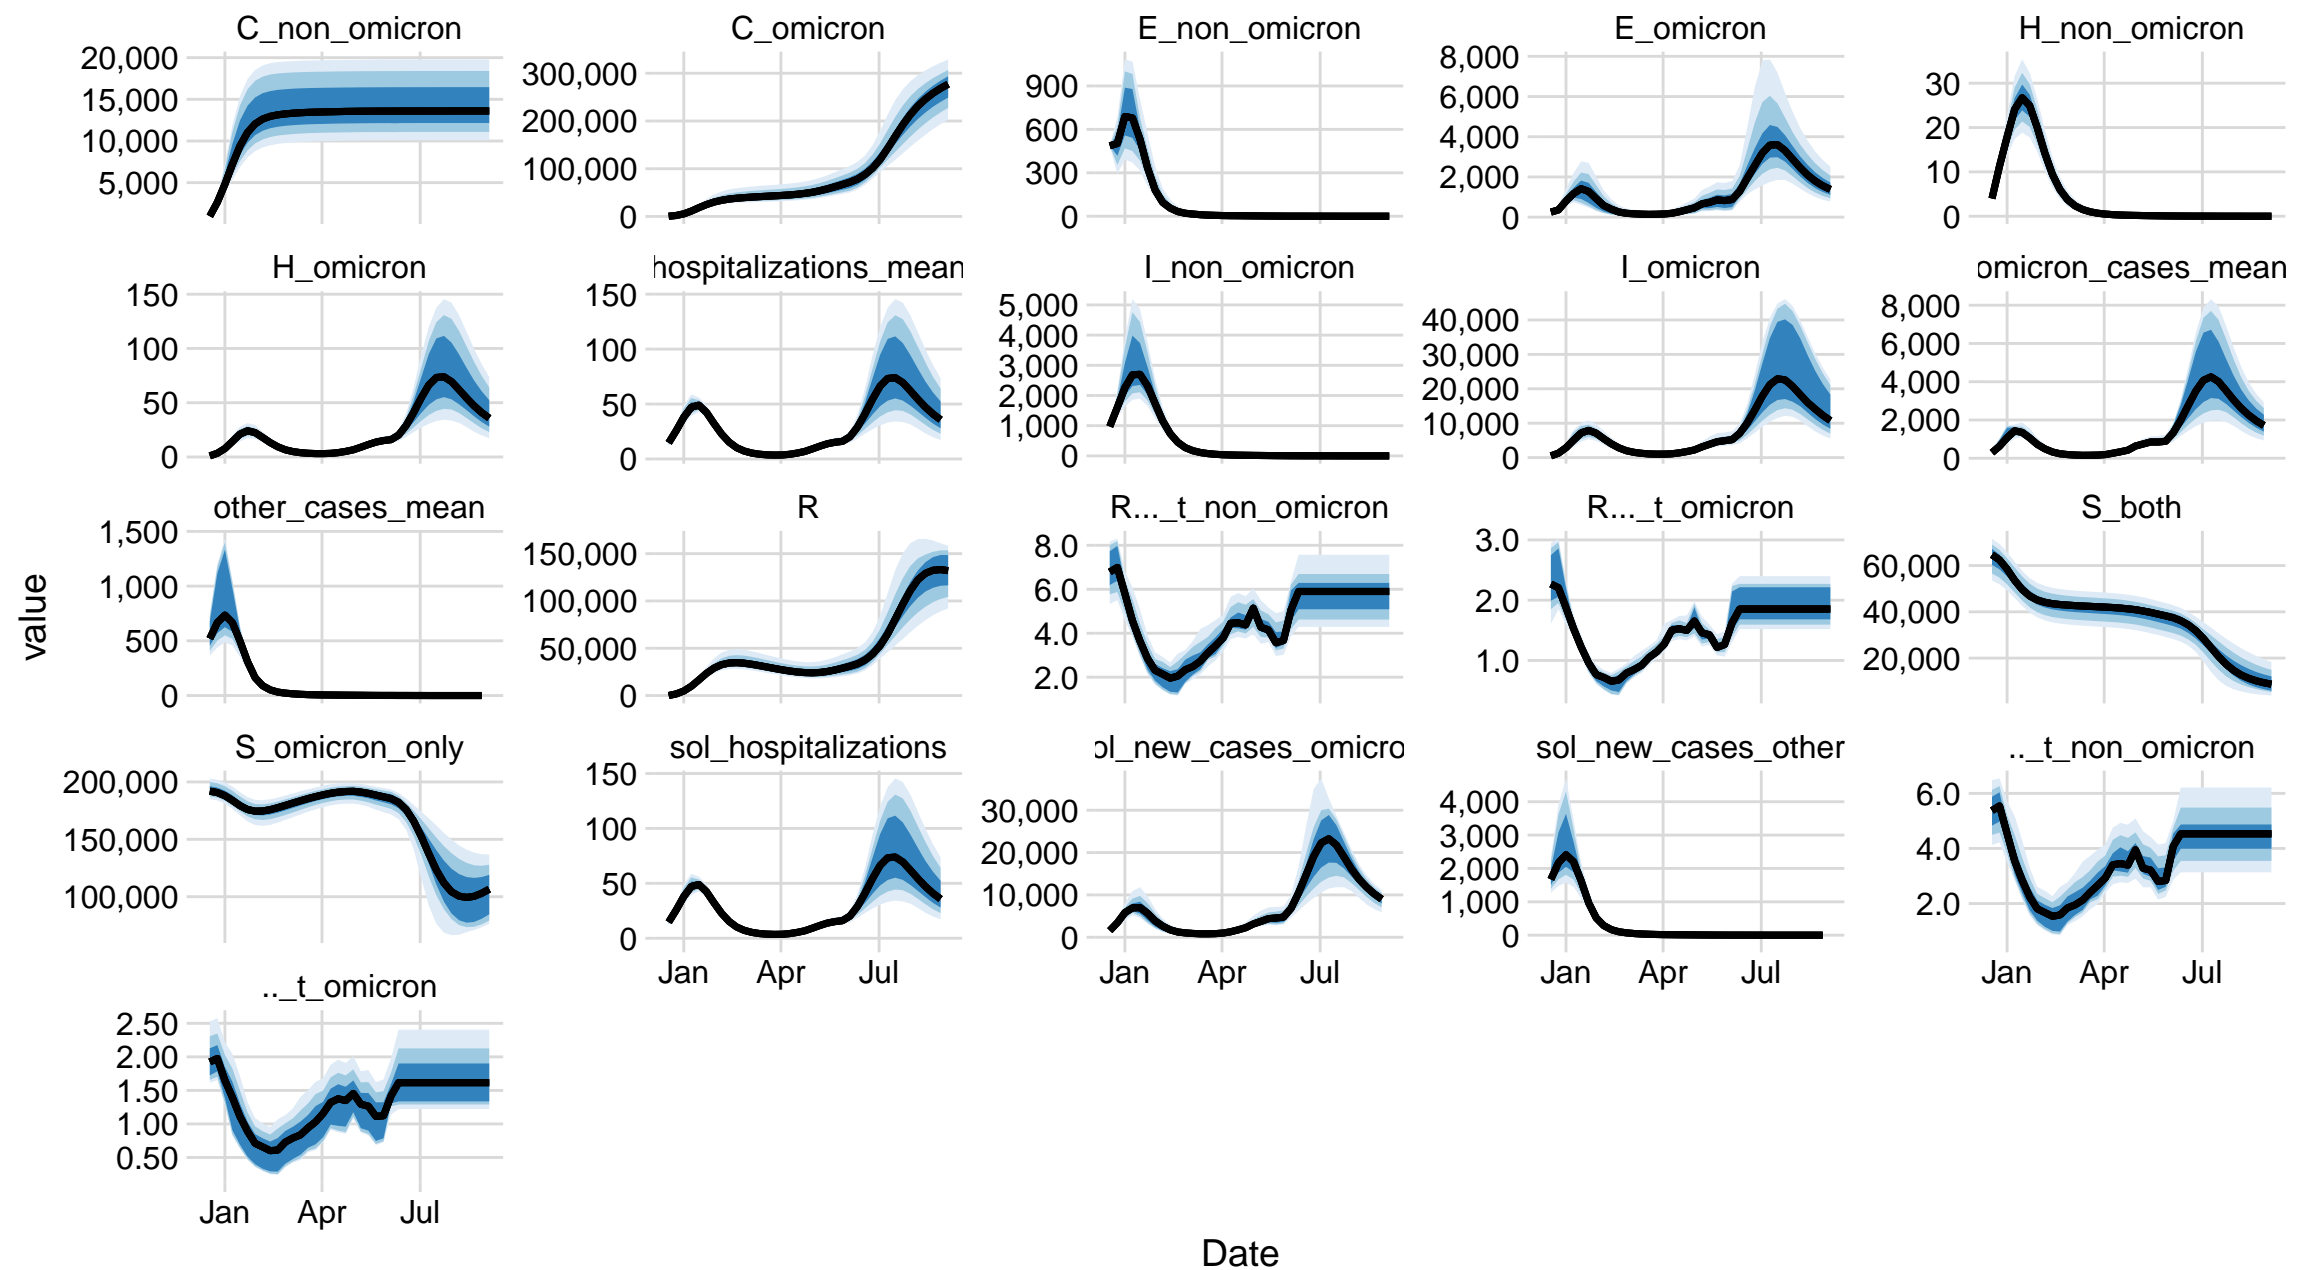 C_non_omicron C_omicron E_non_omicron E_omicron H_non_omicron
20,000 15,000 10,000 5,000
300,000 200,000 100,000 0
900 600 300 0
8,000 6,000 4,000 2,000 0
30 20 10 0
H_omicron hospitalizations_mean I_non_omicron I_omicron omicron_cases_mean
150 100 50 0
150 100 50 0
5,000 4,000 3,000 2,000 1,000 0
40,000 30,000 20,000 10,000 0
8,000 6,000 4,000 2,000 0
other_cases_mean R R..._t_non_omicron R..._t_omicron S_both
1,500 1,000 500 0
150,000 100,000 50,000 0
8.0 6.0 4.0 2.0
3.0 2.0 1.0
60,000 40,000 20,000
S_omicron_only sol_hospitalizations ol_new_cases_omicro sol_new_cases_other .._t_non_omicron
200,000 150,000 100,000
150 100 50 0
30,000 20,000 10,000 0
4,000 3,000 2,000 1,000 0
6.0 4.0 2.0
Jan Apr Jul
Jan Apr Jul
Jan Apr Jul
Jan Apr Jul
.._t_omicron
2.50 2.00 1.50 1.00 0.50
Jan Apr Jul
value
Date